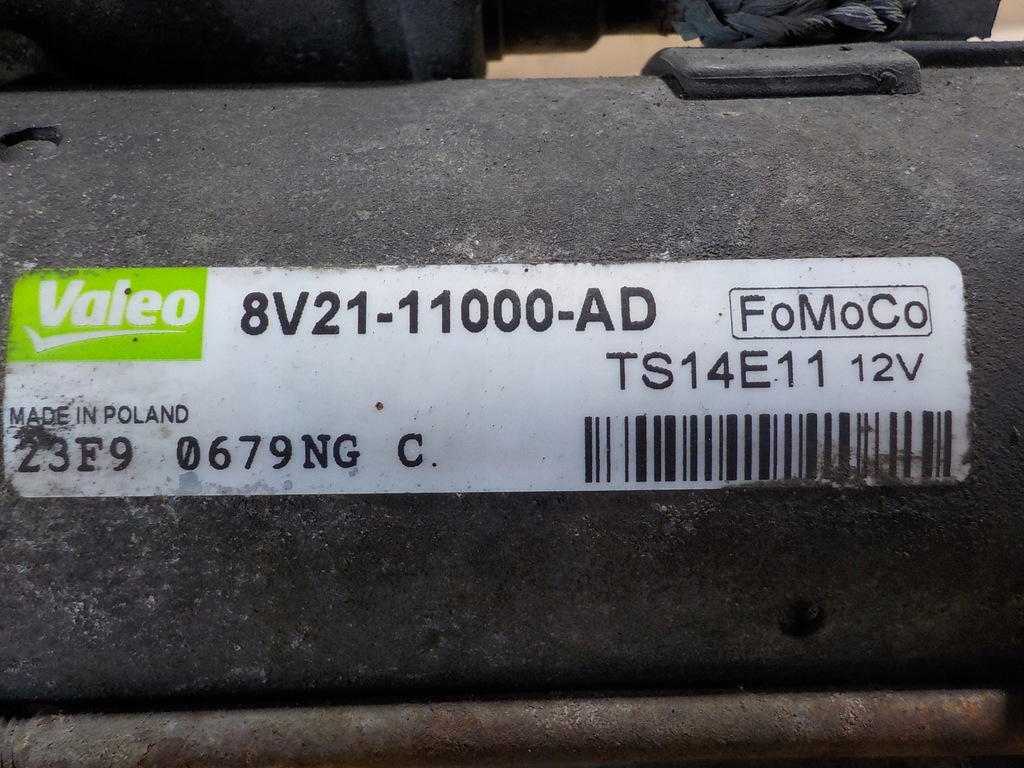 Valeo 8V21-11000-AD FoMoCo
TS14E11 12V
MADE IN POLAND
23F9 0679NG C.